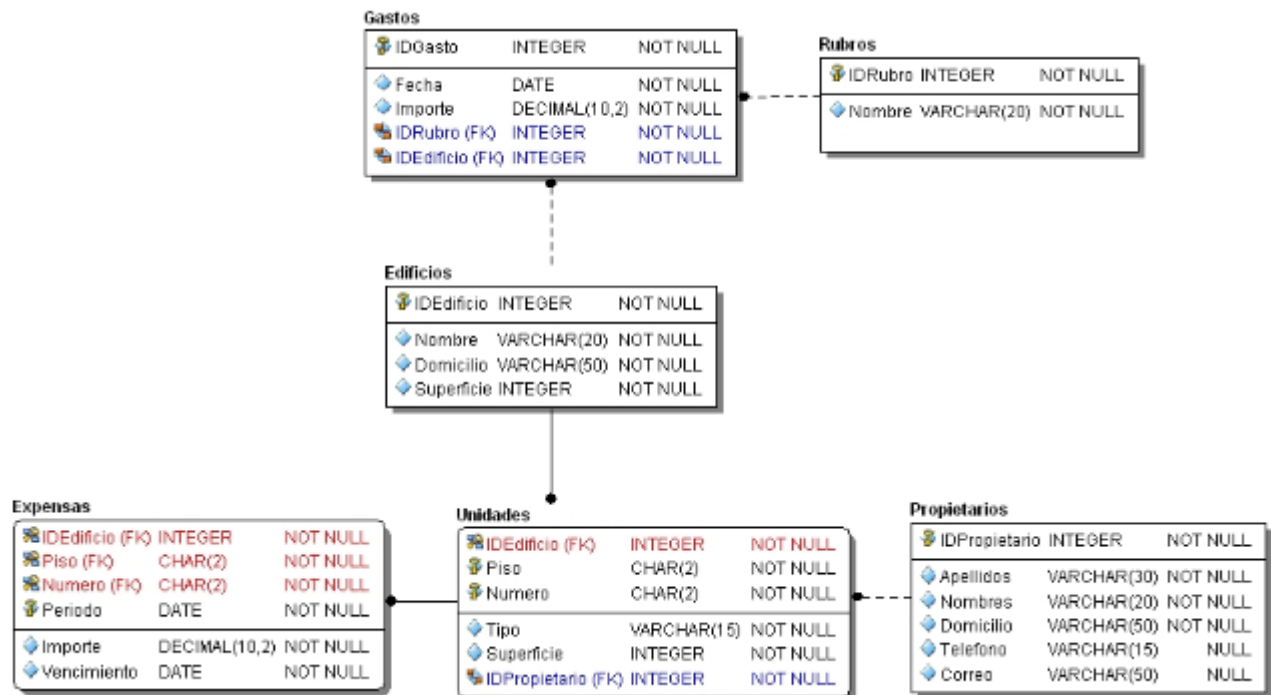 Gastos
IDGasto INTEGER NOT NULL
Fecha DATE NOT NULL
Importe DECIMAL(10,2) NOT NULL
IDRubro (FK) INTEGER NOT NULL
IDEdificio (FK) INTEGER NOT NULL
Rubros
IDRubro INTEGER NOT NULL
Nombre VARCHAR(20) NOT NULL
Edificios
IDEdificio INTEGER NOT NULL
Nombre VARCHAR(20) NOT NULL
Domicilio VARCHAR(50) NOT NULL
Superficie INTEGER NOT NULL
Expensas
IDEdificio (FK) INTEGER NOT NULL
Piso (FK) CHAR(2) NOT NULL
Numero (FK) CHAR(2) NOT NULL
Periodo DATE NOT NULL
Importe DECIMAL(10,2) NOT NULL
Vencimiento DATE NOT NULL
Unidades
IDEdificio (FK) INTEGER NOT NULL
Piso CHAR(2) NOT NULL
Numero CHAR(2) NOT NULL
Tipo VARCHAR(15) NOT NULL
Superficie INTEGER NOT NULL
IDPropietario (FK) INTEGER NOT NULL
Propietarios
IDPropietario INTEGER NOT NULL
Apellidos VARCHAR(30) NOT NULL
Nombres VARCHAR(20) NOT NULL
Domicilio VARCHAR(50) NOT NULL
Telefono VARCHAR(15) NULL
Correo VARCHAR(50) NULL